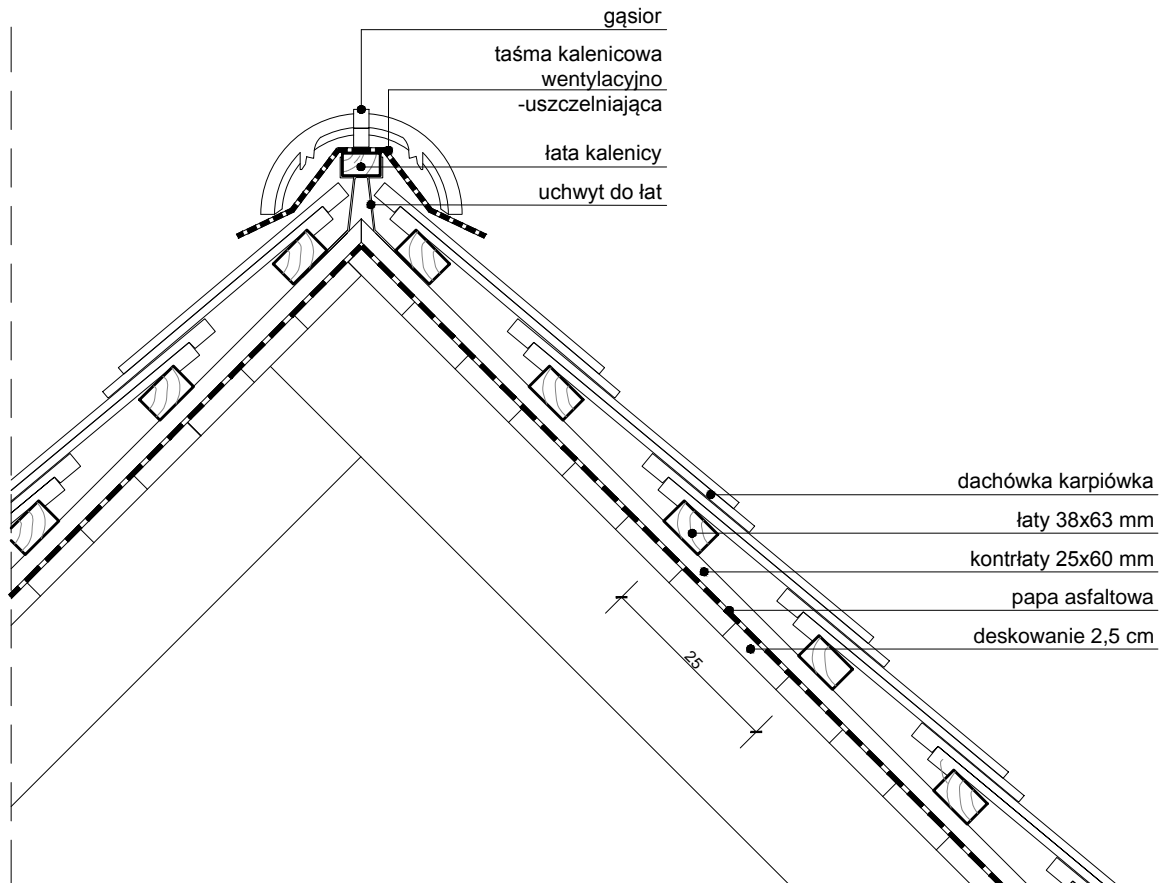 gąsior
taśma kalenicowa
wentylacyjno
-uszczelniająca
łata kalenicy
uchwyt do łat
dachówka karpiówka
łaty 38x63 mm
kontrłaty 25x60 mm
papa asfaltowa
deskowanie 2,5 cm
25